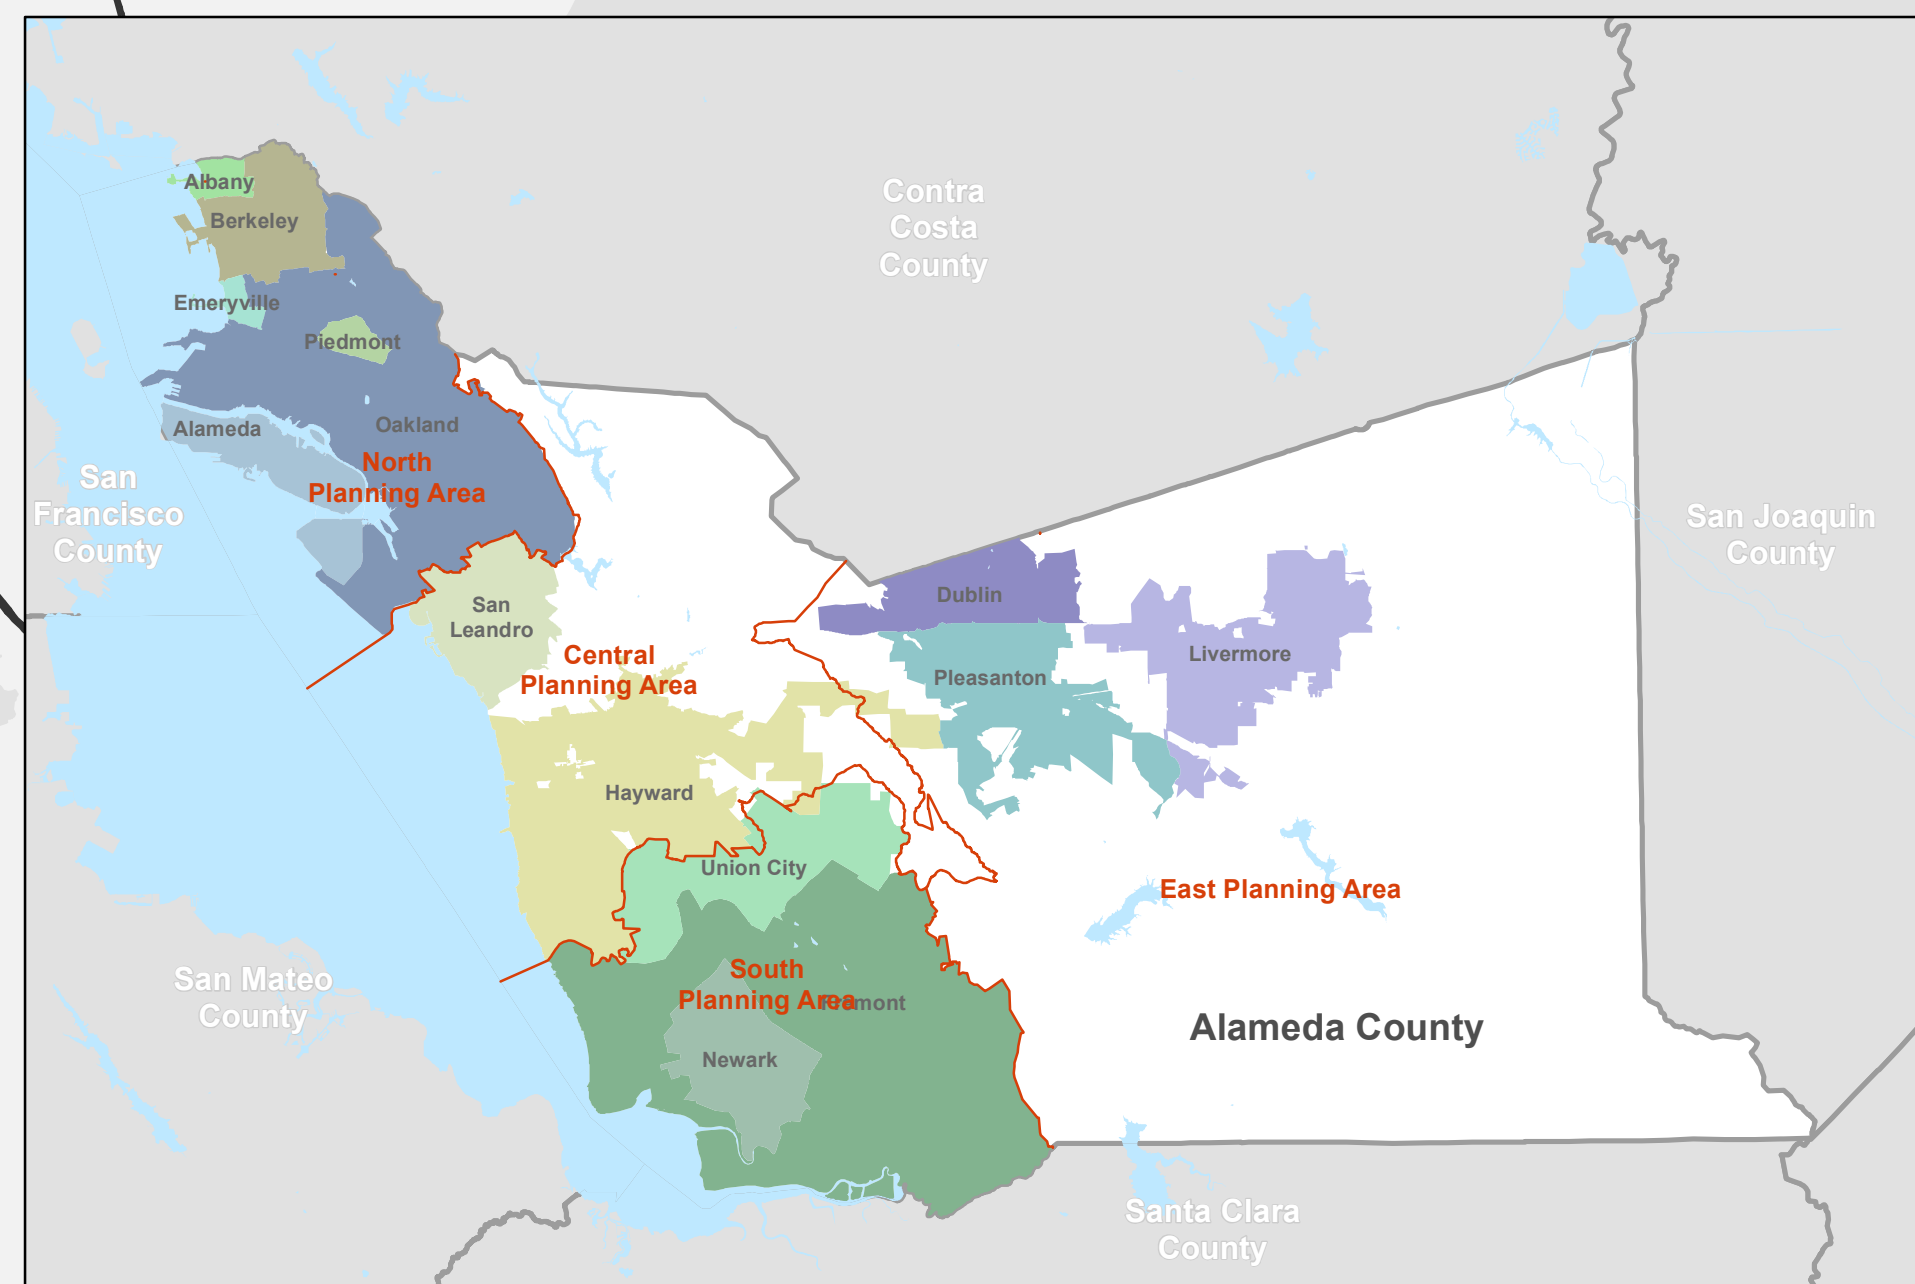 Albany
Berkeley
Emeryville
Piedmont
Alameda
Oakland
North
Planning Area
San
Francisco
County
Contra
Costa
County
San Joaquin
County
San
Leandro
Central
Planning Area
Dublin
Pleasanton
Livermore
Hayward
Union City
East Planning Area
San Mateo
County
South
Planning Area
Fremont
Newark
Alameda County
Santa Clara
County